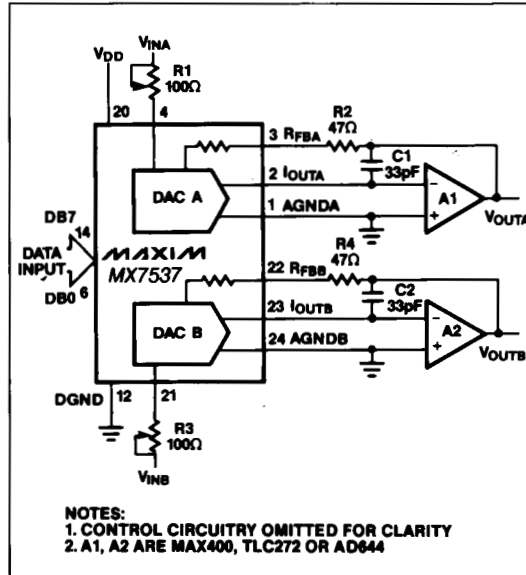 VINA
VDD
R1
100Ω
20
4
3 RFBA
R2
47Ω
2 IOUTA
C1
33pF
DAC A
1 AGNDA
−
+
A1
VOUTA
DB7
14
DATA
INPUT
DB0
6
MAXIM
MX7537
22 RFBB
R4
47Ω
23 IOUTB
C2
33pF
DAC B
24 AGNDB
−
+
A2
VOUTB
DGND
12
21
R3
100Ω
VINB
NOTES:
1. CONTROL CIRCUITRY OMITTED FOR CLARITY
2. A1, A2 ARE MAX400, TLC272 OR AD644